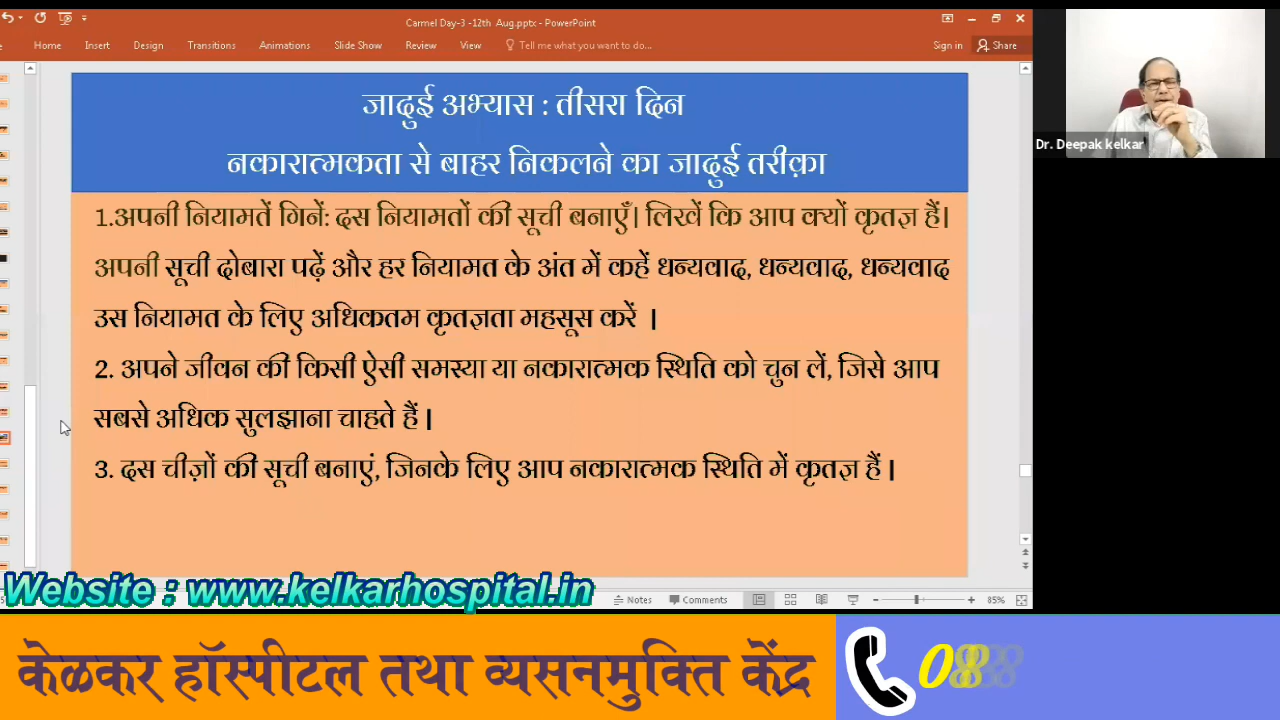 Carmel Day-3 -12th Aug.pptx - PowerPoint
Home Insert Design Transitions Animations Slide Show Review View Tell me what you want to do... Sign in Share
जादुई अभ्यास : तीसरा दिन
नकारात्मकता से बाहर निकलने का जादुई तरीक़ा
1.अपनी नियामतें गिनें: दस नियामतों की सूची बनाएँ| लिखें कि आप क्यों कृतज्ञ हैं|
अपनी सूची दोबारा पढ़ें और हर नियामत के अंत में कहें धन्यवाद, धन्यवाद, धन्यवाद
उस नियामत के लिए अधिकतम कृतज्ञता महसूस करें |
2. अपने जीवन की किसी ऐसी समस्या या नकारात्मक स्थिति को चुन लें, जिसे आप
सबसे अधिक सुलझाना चाहते हैं |
3. दस चीज़ों की सूची बनाएं, जिनके लिए आप नकारात्मक स्थिति में कृतज्ञ हैं |
Dr. Deepak kelkar
Website : www.kelkarhospital.in
Notes Comments 85%
केळकर हॉस्पीटल तथा व्यसनमुक्ति केंद्र
08